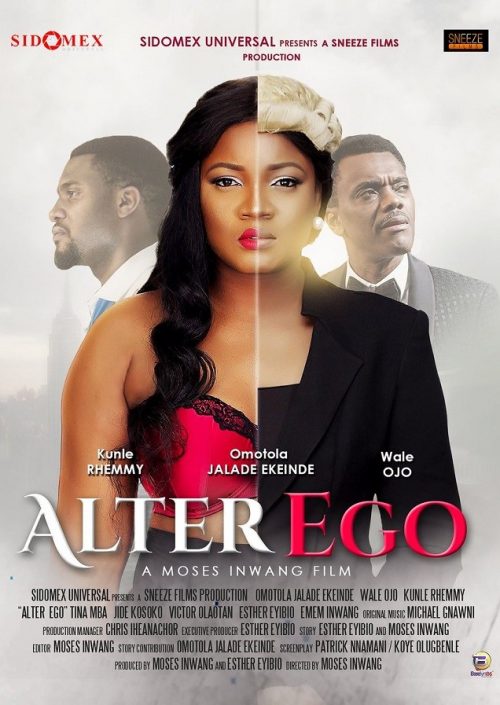 SIDOMEX
SNEEZE
FILMS
SIDOMEX UNIVERSAL PRESENTS A SNEEZE FILMS
PRODUCTION
Kunle
RHEMMY
Omotola
JALADE EKEINDE
Wale
OJO
ALTER EGO
A MOSES INWANG FILM
SIDOMEX UNIVERSAL PRESENTS A SNEEZE FILMS PRODUCTION OMOTOLA JALADE EKEINDE WALE OJO KUNLE RHEMMY
"ALTER EGO" TINA MBA JIDE KOSOKO VICTOR OLAOTAN ESTHER EYIBIO EMEM INWANG ORIGINAL MUSIC MICHAEL GNAWNI
PRODUCTION MANAGER CHRIS IHEANACHOR EXECUTIVE PRODUCER ESTHER EYIBIO STORY ESTHER EYIBIO AND MOSES INWANG
EDITOR MOSES INWANG STORY CONTRIBUTION OMOTOLA JALADE EKEINDE SCREENPLAY PATRICK NNAMANI / KOYE OLUGBENLE
PRODUCED BY MOSES INWANG AND ESTHER EYIBIO DIRECTED BY MOSES INWANG